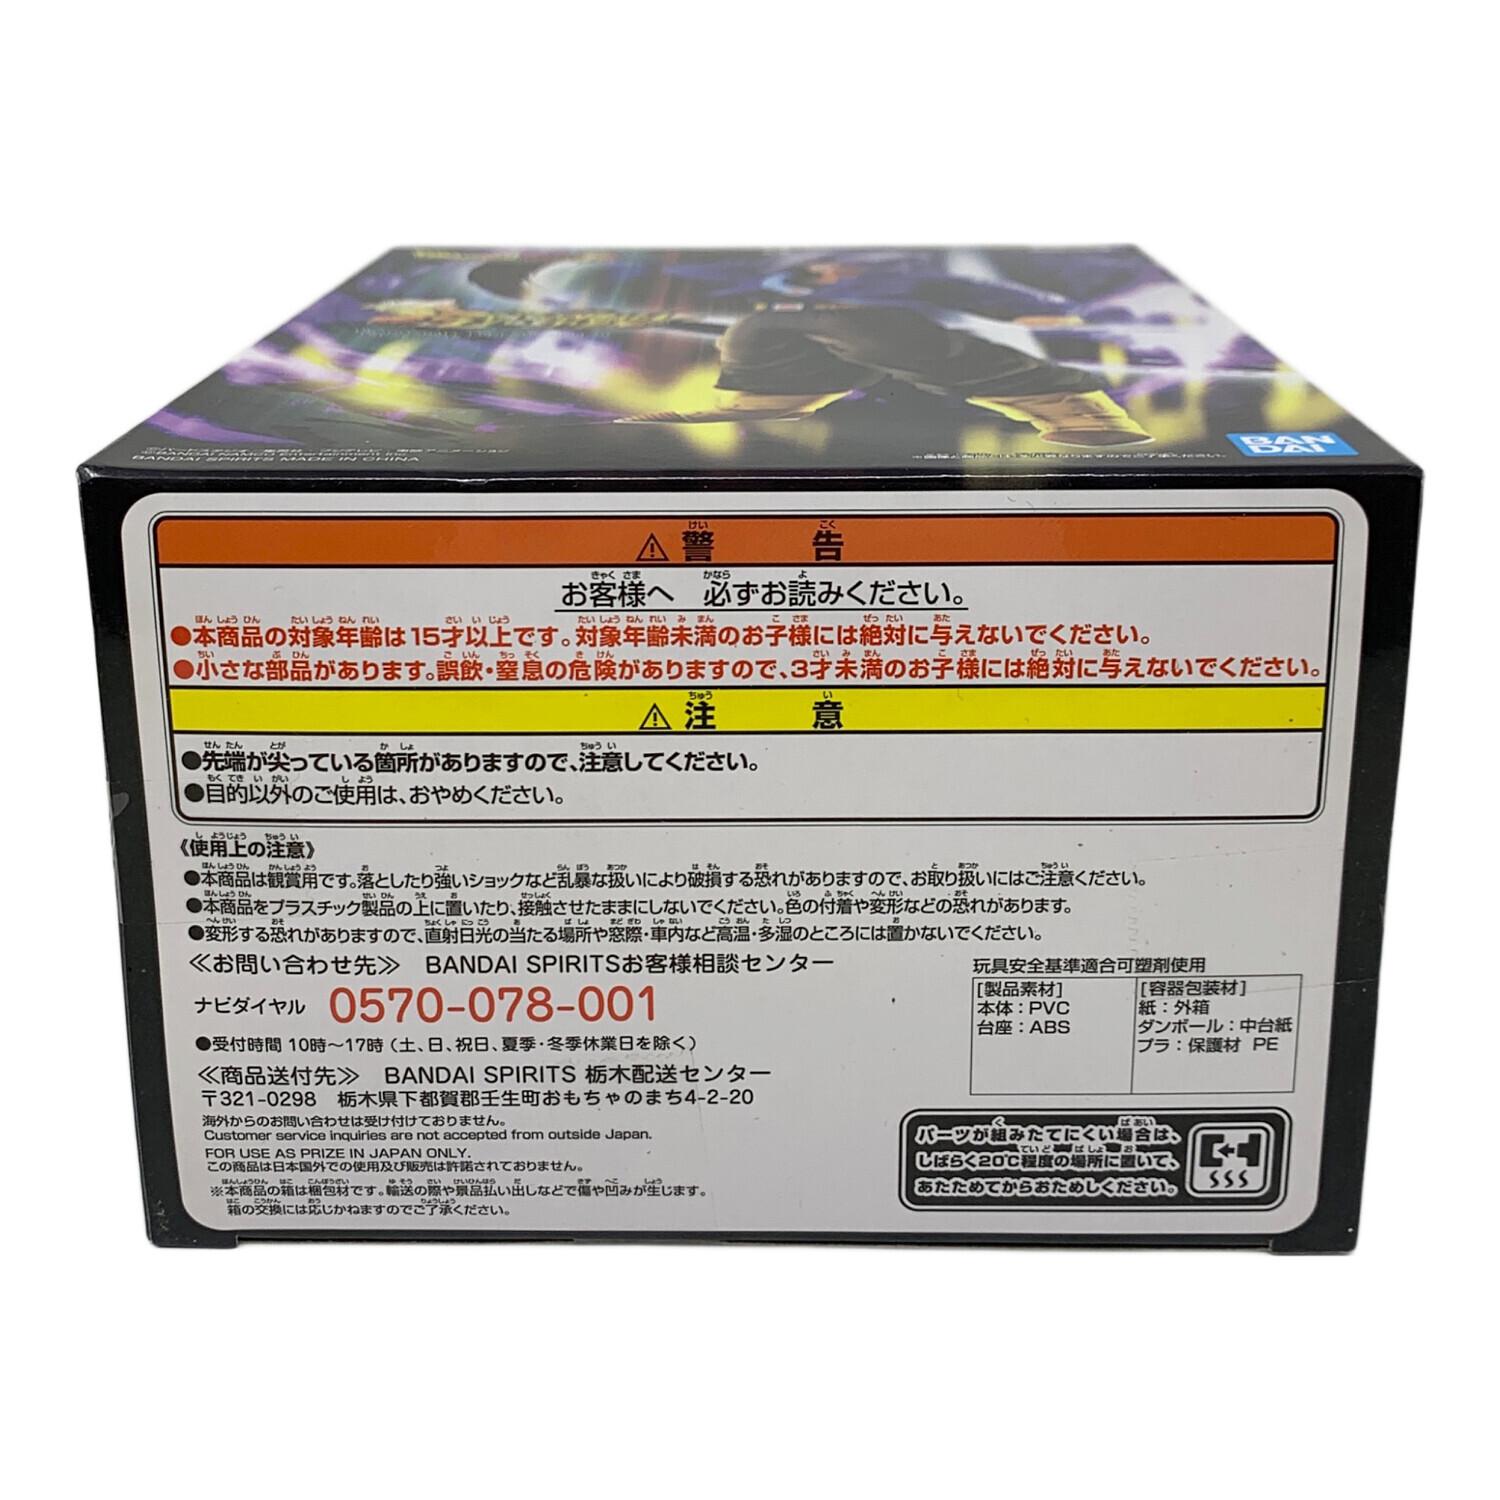 BANDAI SPIRITS MADE IN CHINA
BAN
DAI
警告
お客様へ 必ずお読みください。
●本商品の対象年齢は15才以上です。対象年齢未満のお子様には絶対に与えないでください。
●小さな部品があります。誤飲・窒息の危険がありますので、3才未満のお子様には絶対に与えないでください。
注意
●先端が尖っている箇所がありますので、注意してください。
●目的以外のご使用は、おやめください。
《使用上の注意》
●本商品は観賞用です。落としたり強いショックなど乱暴な扱いにより破損する恐れがありますので、お取り扱いにはご注意ください。
●本商品をプラスチック製品の上に置いたり、接触させたままにしないでください。色の付着や変形などの恐れがあります。
●変形する恐れがありますので、直射日光の当たる場所や窓際・車内など高温・多湿のところには置かないでください。
≪お問い合わせ先≫ BANDAI SPIRITSお客様相談センター
ナビダイヤル 0570-078-001
●受付時間 10時〜17時(土、日、祝日、夏季・冬季休業日を除く)
≪商品送付先≫ BANDAI SPIRITS 栃木配送センター
〒321-0298 栃木県下都賀郡壬生町おもちゃのまち4-2-20
海外からのお問い合わせは受け付けておりません。
Customer service inquiries are not accepted from outside Japan.
FOR USE AS PRIZE IN JAPAN ONLY.
この商品は日本国外での使用及び販売は許諾されておりません。
※本商品の箱は梱包材です。輸送の際や景品払い出しなどで傷や凹みが生じます。
箱の交換には応じかねますのでご了承ください。
玩具安全基準適合可塑剤使用
[製品素材]
本体:PVC
台座:ABS
[容器包装材]
紙:外箱
ダンボール:中台紙
プラ:保護材 PE
パーツが組みたてにくい場合は、
しばらく20℃程度の場所に置いて、
あたためてからおためしください。